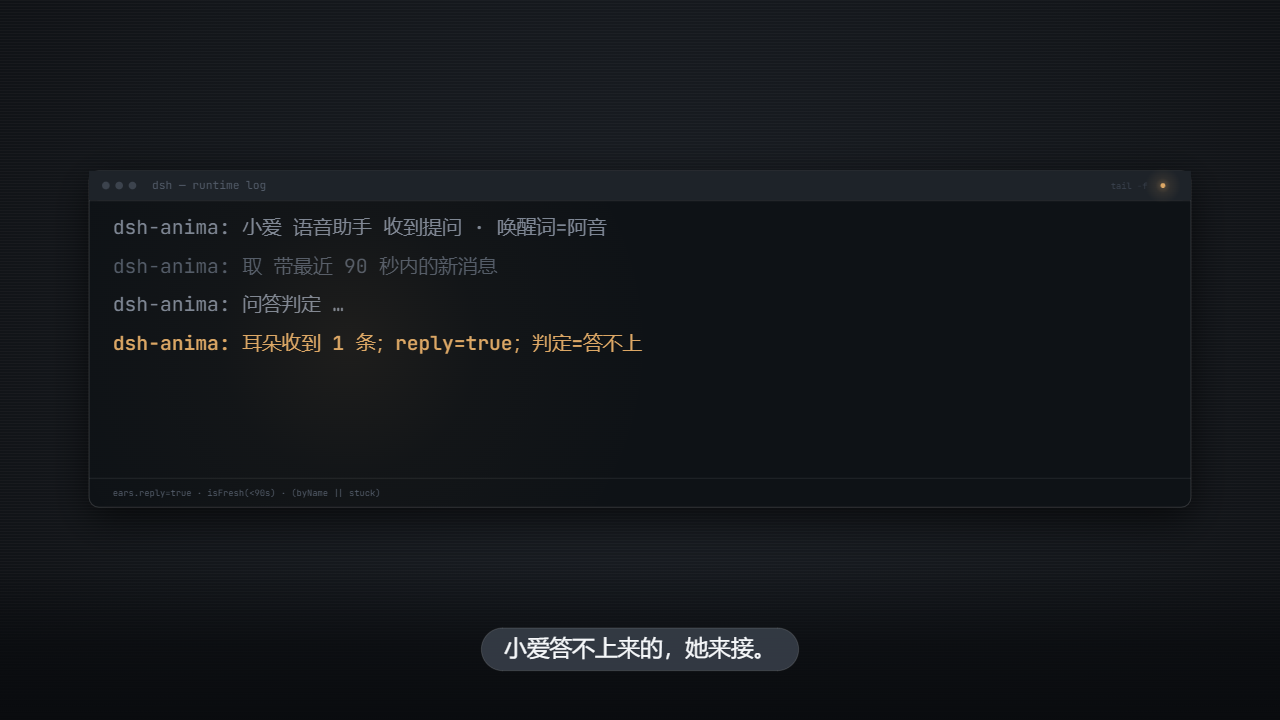 dsh — runtime log
tail -f
dsh-anima: 小爱 语音助手 收到提问 · 唤醒词=阿音
dsh-anima: 取 带最近 90 秒内的新消息
dsh-anima: 问答判定 …
dsh-anima: 耳朵收到 1 条; reply=true; 判定=答不上
ears.reply=true · isFresh(<90s) · (byName || stuck)
小爱答不上来的，她来接。